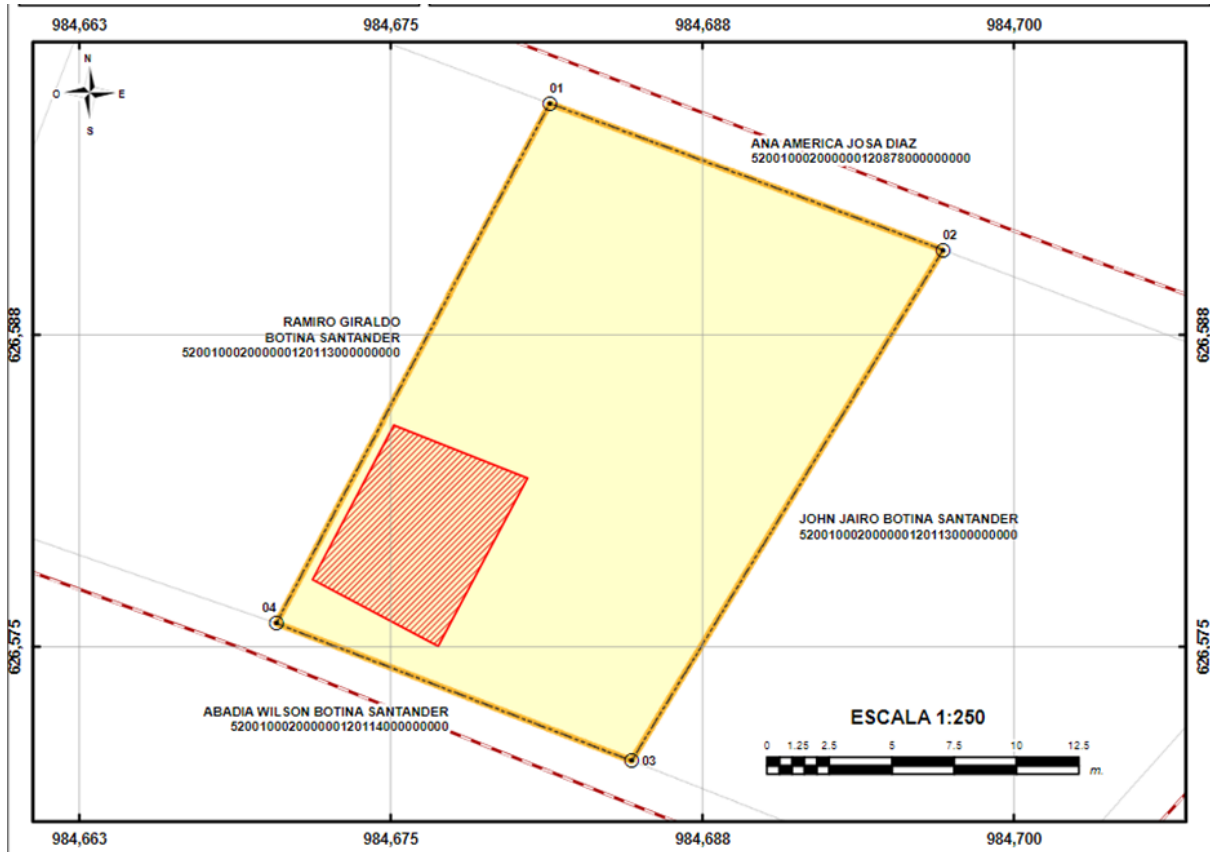 984,663
984,675
984,688
984,700
N
O
E
S
01
ANA AMERICA JOSA DIAZ
520010002000000120878000000000
02
RAMIRO GIRALDO
BOTINA SANTANDER
520010002000000120113000000000
626,588
626,588
JOHN JAIRO BOTINA SANTANDER
520010002000000120113000000000
04
626,575
626,575
ABADIA WILSON BOTINA SANTANDER
520010002000000120114000000000
ESCALA 1:250
0 1.25 2.5 5 7.5 10 12.5
m.
03
984,663
984,675
984,688
984,700